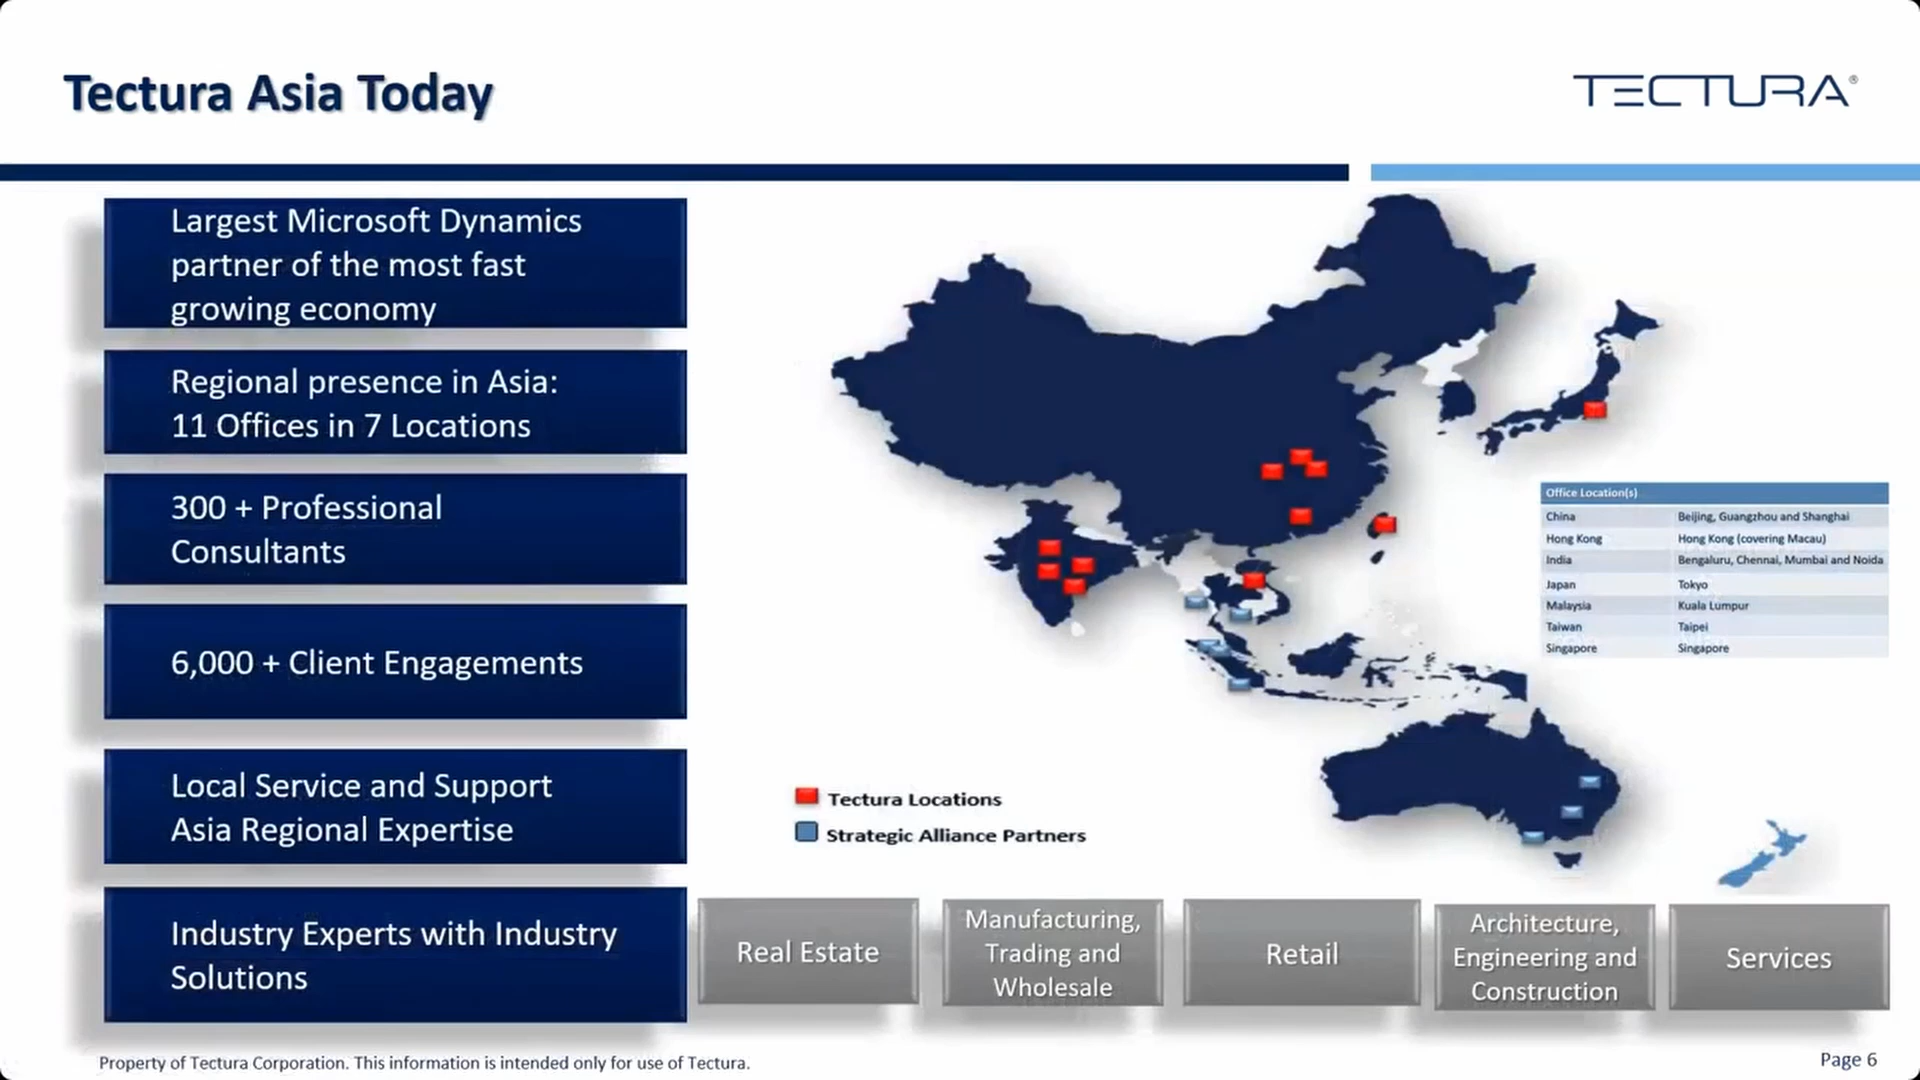 Tectura Asia Today
TECTURA®
Largest Microsoft Dynamics
partner of the most fast
growing economy
Regional presence in Asia:
11 Offices in 7 Locations
300 + Professional
Consultants
6,000 + Client Engagements
Local Service and Support
Asia Regional Expertise
Industry Experts with Industry
Solutions
Office Location(s)
China Beijing, Guangzhou and Shanghai
Hong Kong Hong Kong (covering Macau)
India Bengaluru, Chennai, Mumbai and Noida
Japan Tokyo
Malaysia Kuala Lumpur
Taiwan Taipei
Singapore Singapore
Tectura Locations
Strategic Alliance Partners
Real Estate
Manufacturing,
Trading and
Wholesale
Retail
Architecture,
Engineering and
Construction
Services
Property of Tectura Corporation. This information is intended only for use of Tectura.
Page 6